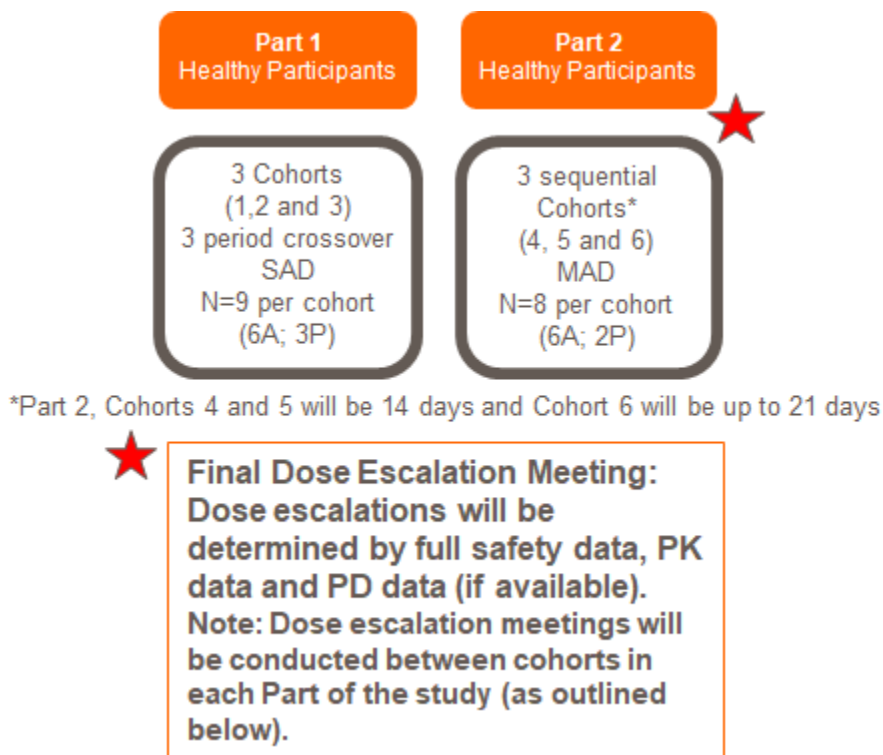 Part 1
Healthy Participants
Part 2
Healthy Participants
3 Cohorts
(1,2 and 3)
3 period crossover
SAD
N=9 per cohort
(6A; 3P)
3 sequential
Cohorts*
(4, 5 and 6)
MAD
N=8 per cohort
(6A; 2P)
*Part 2, Cohorts 4 and 5 will be 14 days and Cohort 6 will be up to 21 days
Final Dose Escalation Meeting:
Dose escalations will be
determined by full safety data, PK
data and PD data (if available).
Note: Dose escalation meetings will
be conducted between cohorts in
each Part of the study (as outlined
below).